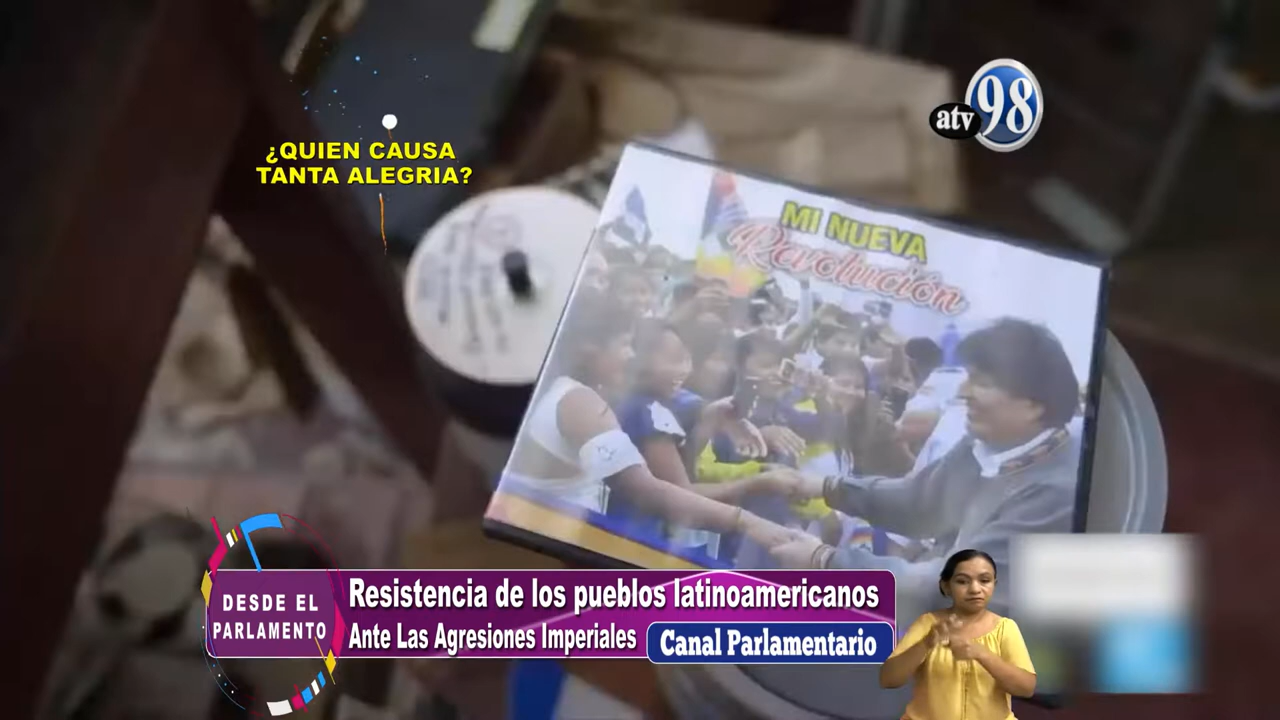 atv 98
¿QUIEN CAUSA
TANTA ALEGRIA?
MI NUEVA
Revolución
DESDE EL
PARLAMENTO
Resistencia de los pueblos latinoamericanos
Ante Las Agresiones Imperiales
Canal Parlamentario